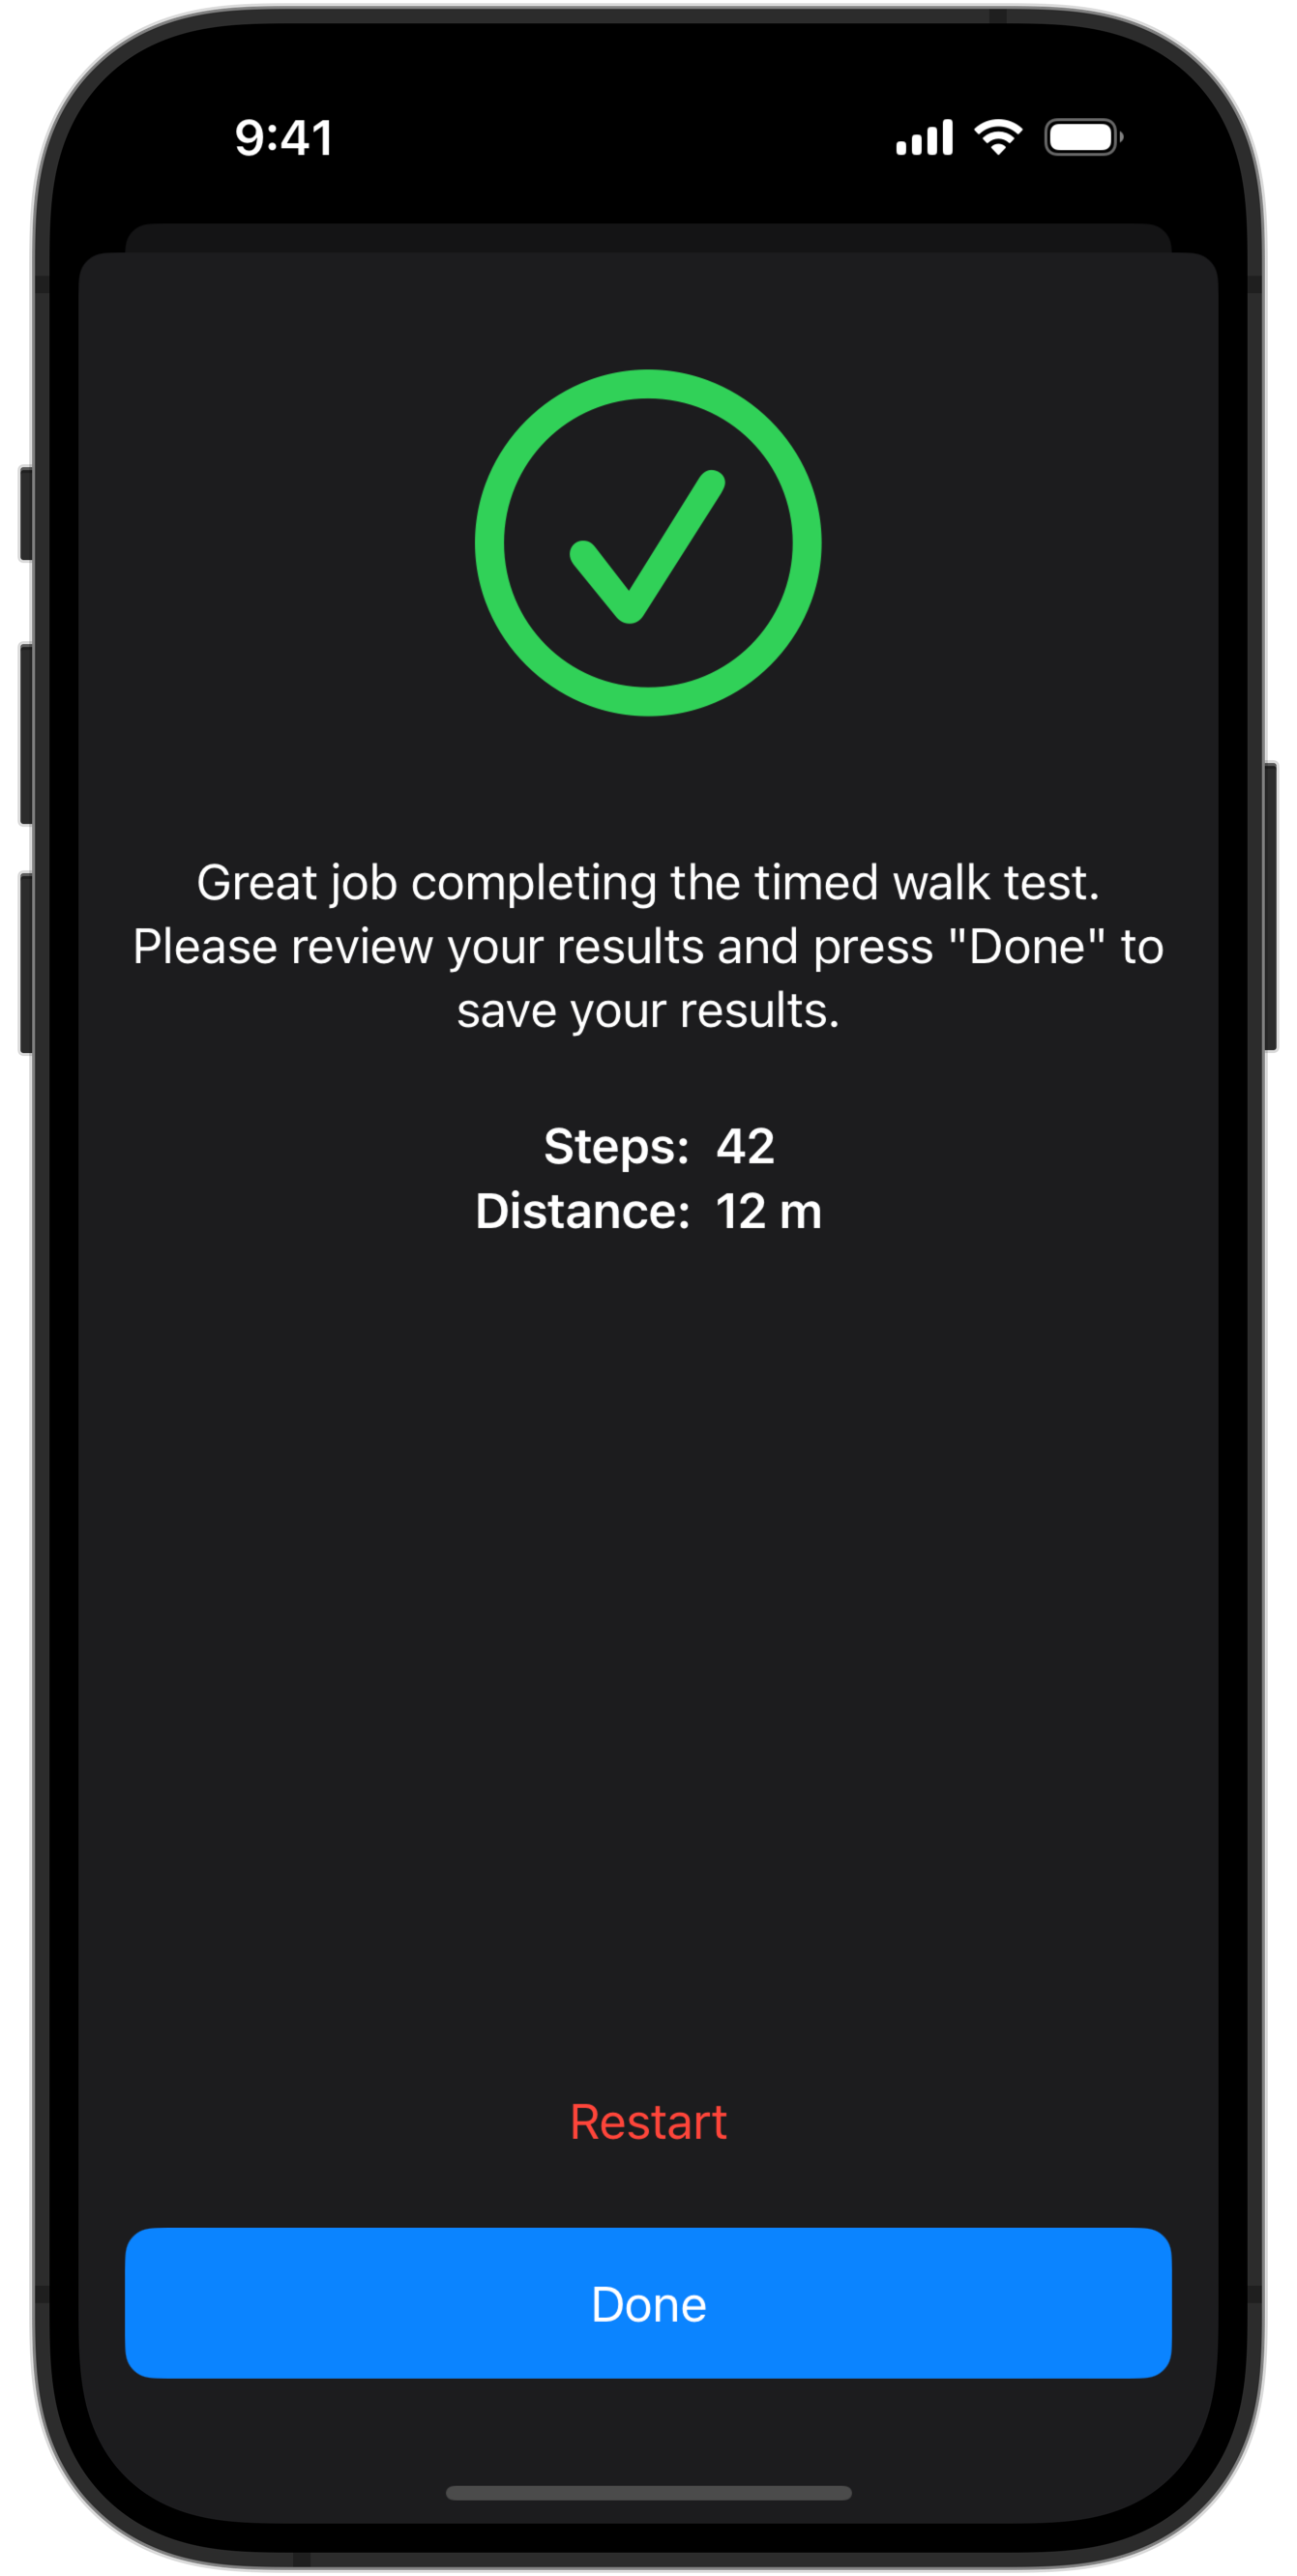 9:41
Great job completing the timed walk test.
Please review your results and press "Done" to
save your results.
Steps: 42
Distance: 12 m
Restart
Done